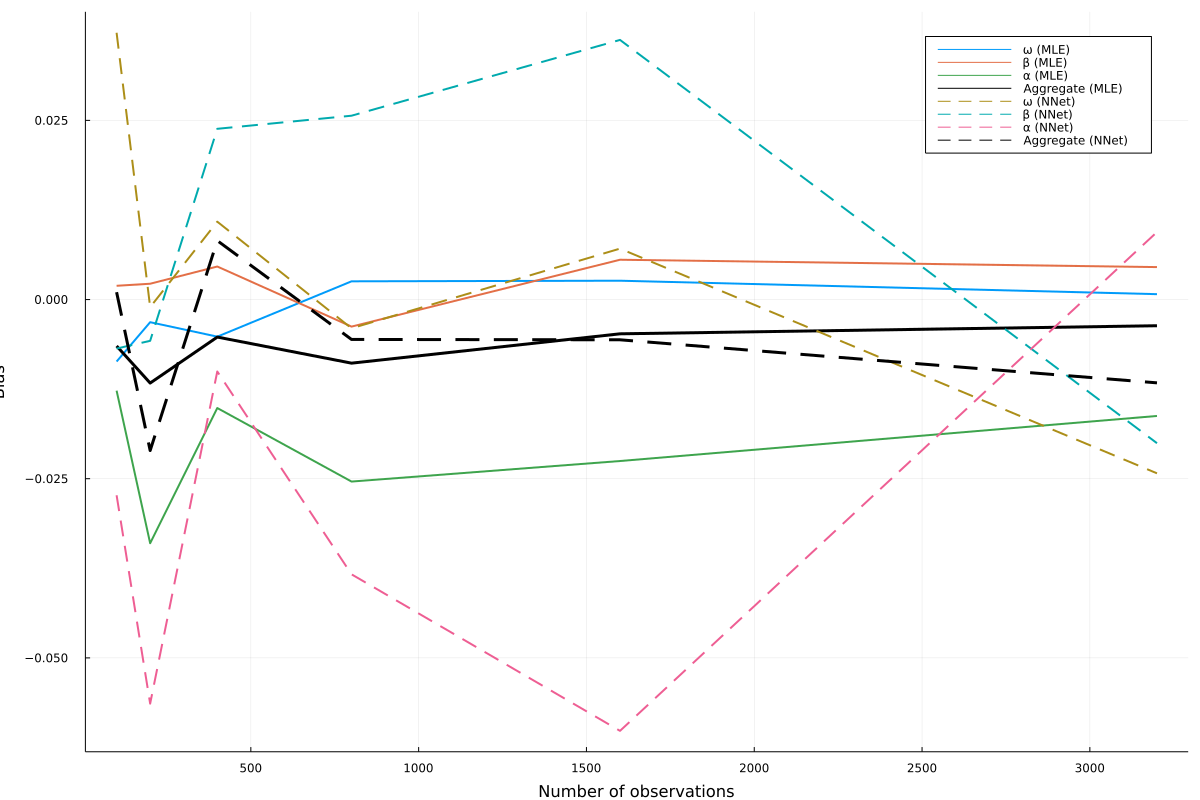 ω (MLE)
β (MLE)
α (MLE)
Aggregate (MLE)
ω (NNet)
β (NNet)
α (NNet)
Aggregate (NNet)
0.025
0.000
−0.025
−0.050
500
1000
1500
2000
2500
3000
Number of observations